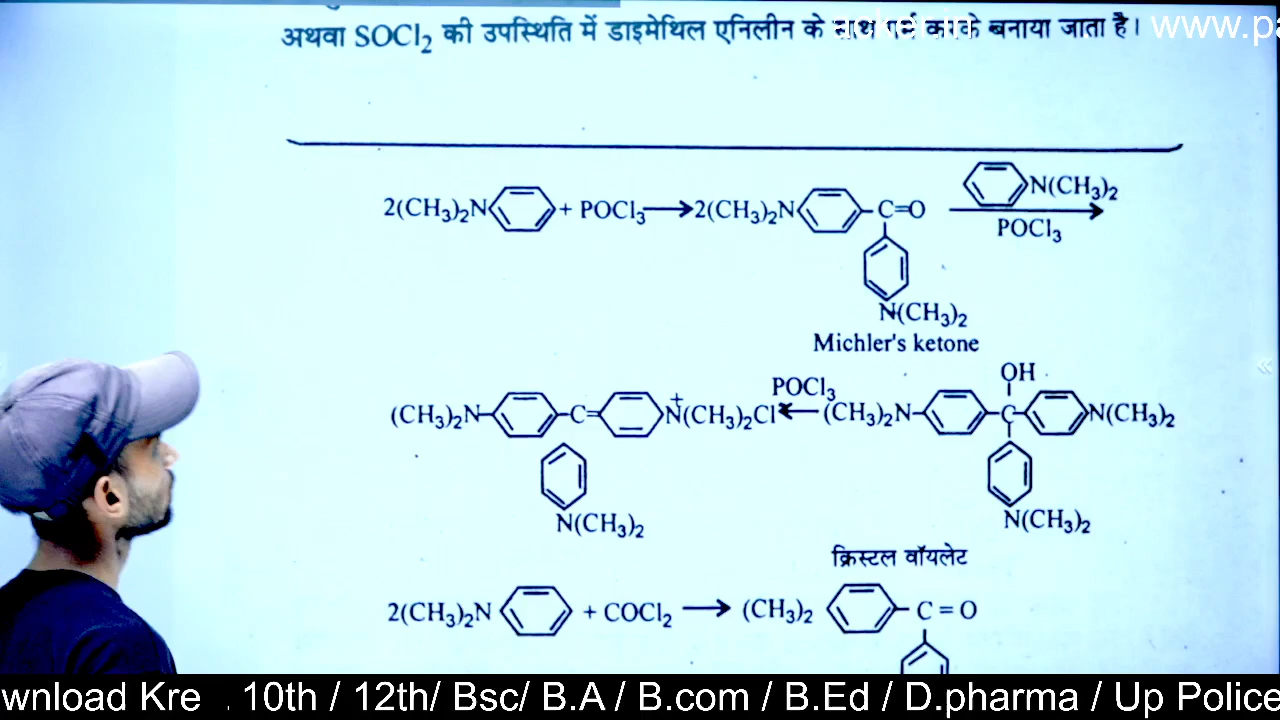 अथवा SOCl₂ की उपस्थिति में डाइमेथिल एनिलीन के साथ गर्म करके बनाया जाता है।
www.pa
2(CH₃)₂N + POCl₃ → 2(CH₃)₂N C=O
N(CH₃)₂
POCl₃
N(CH₃)₂
Michler's ketone
(CH₃)₂N C= N⁺(CH₃)₂Cl
N(CH₃)₂
POCl₃
←
OH
(CH₃)₂N C N(CH₃)₂
N(CH₃)₂
क्रिस्टल वॉयलेट
2(CH₃)₂N + COCl₂ → (CH₃)₂ C = O
wnload Kre . 10th / 12th/ Bsc/ B.A / B.com / B.Ed / D.pharma / Up Police